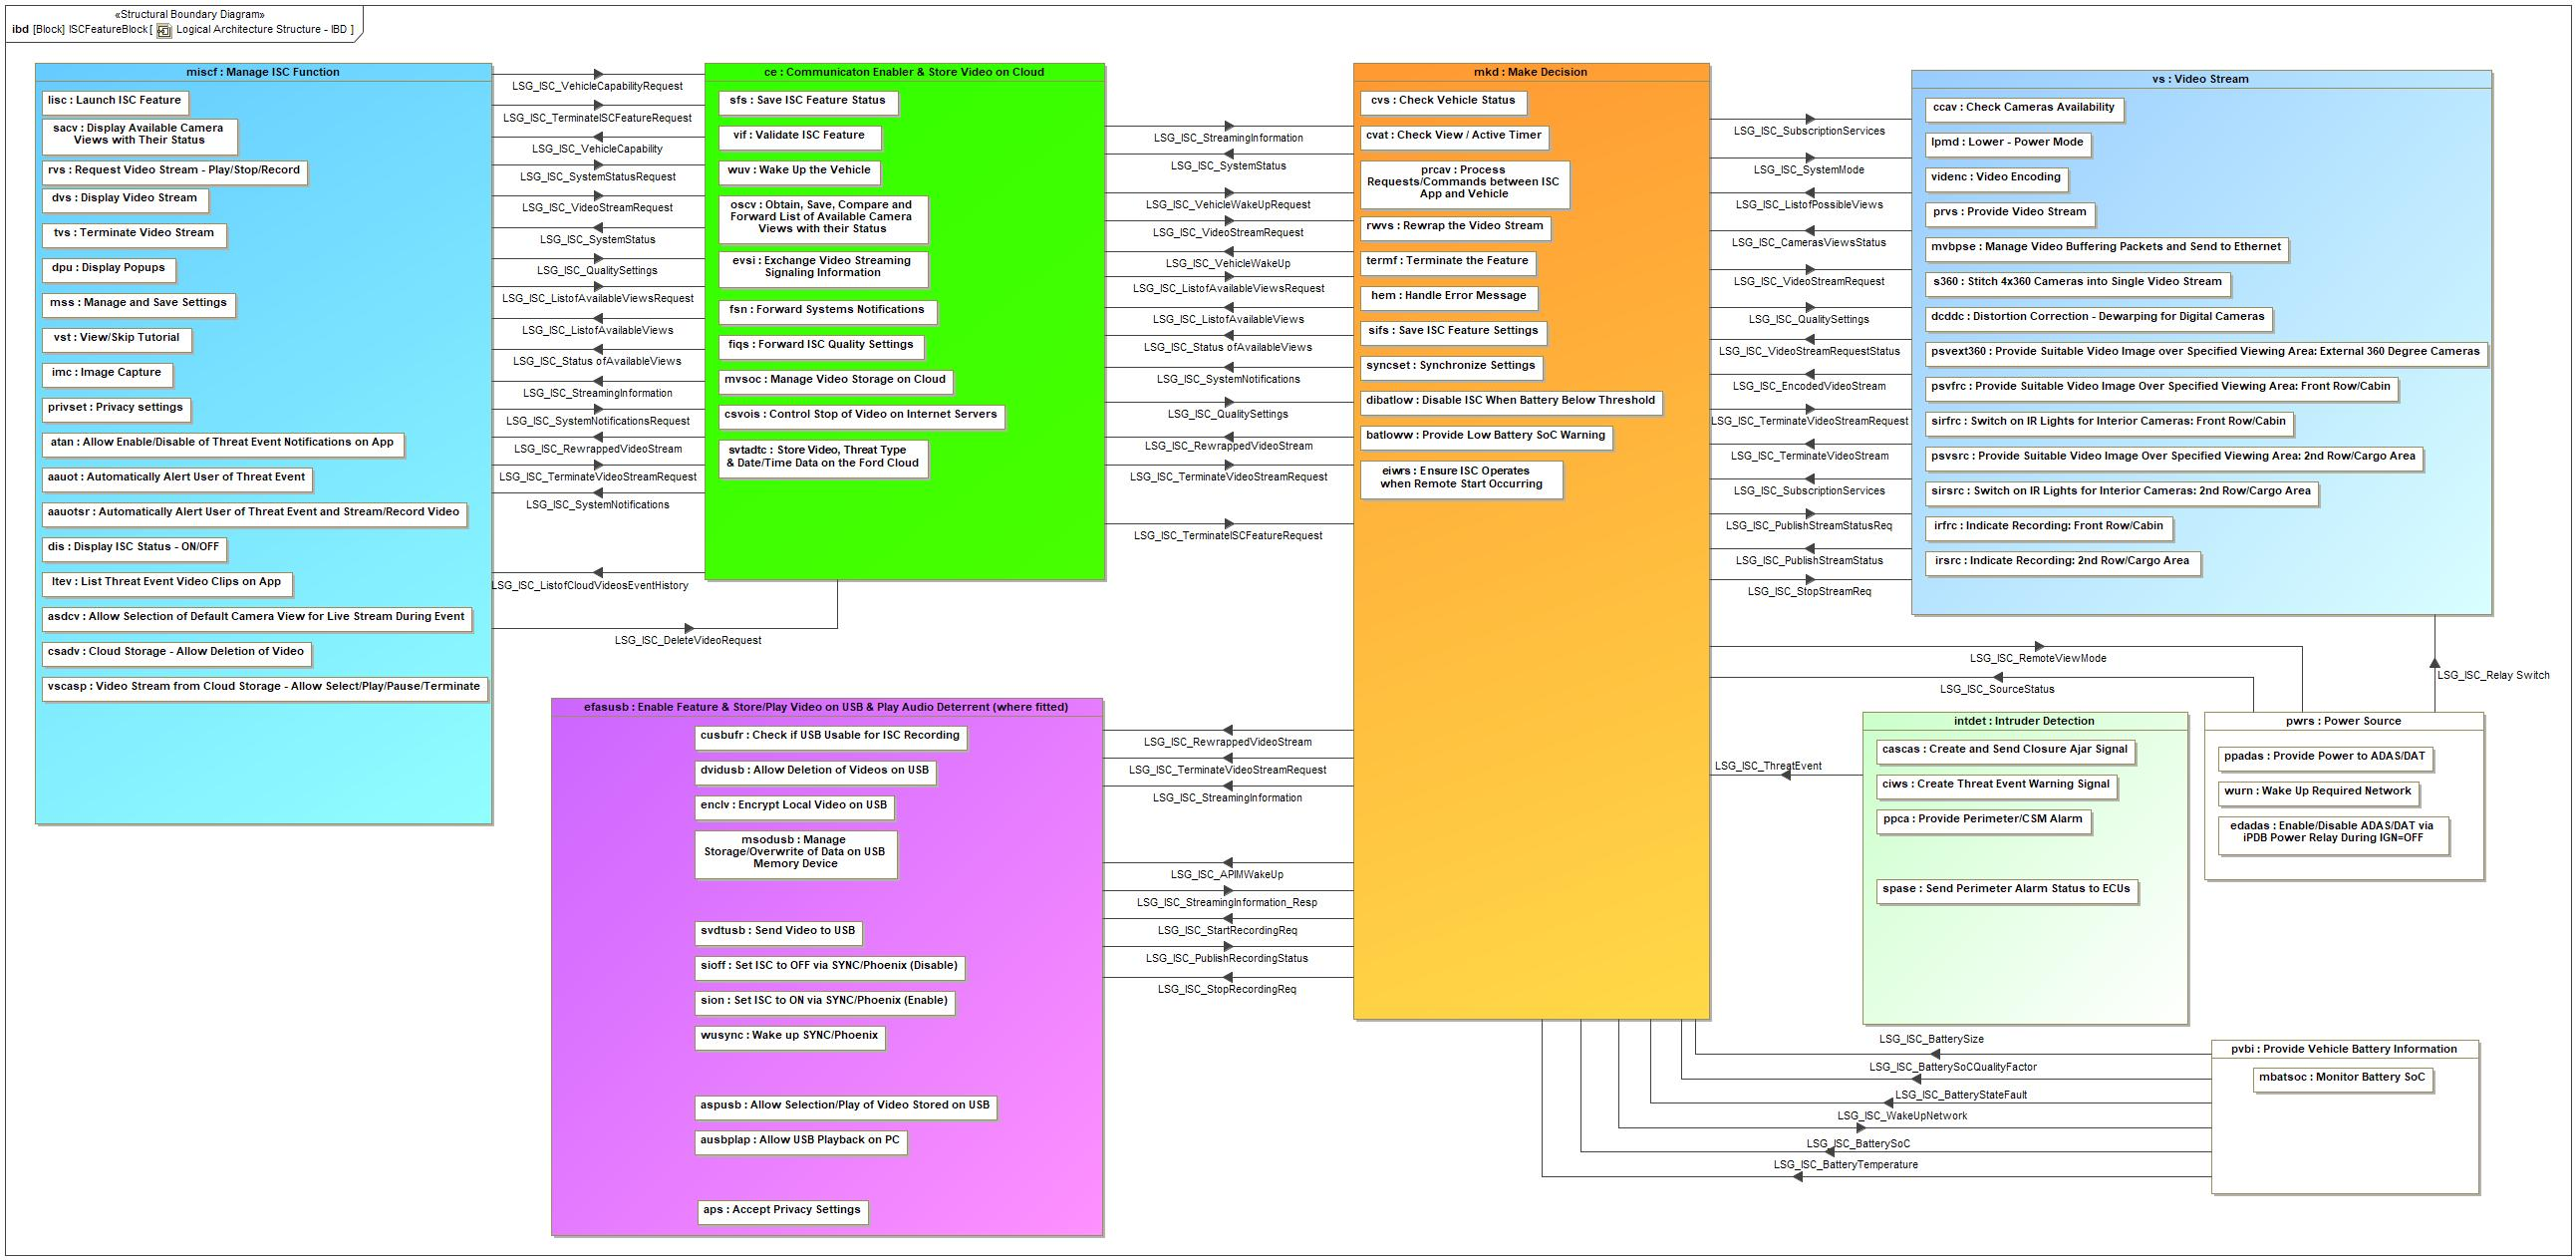 «Structural Boundary Diagram»
ibd [Block] ISCFeatureBlock[ Logical Architecture Structure - IBD ]
miscf : Manage ISC Function
lisc : Launch ISC Feature
sacv : Display Available Camera
Views with Their Status
rvs : Request Video Stream - Play/Stop/Record
dvs : Display Video Stream
tvs : Terminate Video Stream
dpu : Display Popups
mss : Manage and Save Settings
vst : View/Skip Tutorial
imc : Image Capture
privset : Privacy settings
atan : Allow Enable/Disable of Threat Event Notifications on App
aauot : Automatically Alert User of Threat Event
aauotsr : Automatically Alert User of Threat Event and Stream/Record Video
dis : Display ISC Status - ON/OFF
ltev : List Threat Event Video Clips on App
asdcv : Allow Selection of Default Camera View for Live Stream During Event
csadv : Cloud Storage - Allow Deletion of Video
vscasp : Video Stream from Cloud Storage - Allow Select/Play/Pause/Terminate
LSG_ISC_VehicleCapabilityRequest
LSG_ISC_TerminateISCFeatureRequest
LSG_ISC_VehicleCapability
LSG_ISC_SystemStatusRequest
LSG_ISC_VideoStreamRequest
LSG_ISC_SystemStatus
LSG_ISC_QualitySettings
LSG_ISC_ListofAvailableViewsRequest
LSG_ISC_ListofAvailableViews
LSG_ISC_Status ofAvailableViews
LSG_ISC_StreamingInformation
LSG_ISC_SystemNotificationsRequest
LSG_ISC_RewrappedVideoStream
LSG_ISC_TerminateVideoStreamRequest
LSG_ISC_SystemNotifications
LSG_ISC_ListofCloudVideosEventHistory
LSG_ISC_DeleteVideoRequest
ce : Communicaton Enabler & Store Video on Cloud
sfs : Save ISC Feature Status
vif : Validate ISC Feature
wuv : Wake Up the Vehicle
oscv : Obtain, Save, Compare and
Forward List of Available Camera
Views with their Status
evsi : Exchange Video Streaming
Signaling Information
fsn : Forward Systems Notifications
fiqs : Forward ISC Quality Settings
mvsoc : Manage Video Storage on Cloud
csvois : Control Stop of Video on Internet Servers
svtadtc : Store Video, Threat Type
& Date/Time Data on the Ford Cloud
LSG_ISC_StreamingInformation
LSG_ISC_SystemStatus
LSG_ISC_VehicleWakeUpRequest
LSG_ISC_VideoStreamRequest
LSG_ISC_VehicleWakeUp
LSG_ISC_ListofAvailableViewsRequest
LSG_ISC_ListofAvailableViews
LSG_ISC_Status ofAvailableViews
LSG_ISC_SystemNotifications
LSG_ISC_QualitySettings
LSG_ISC_RewrappedVideoStream
LSG_ISC_TerminateVideoStreamRequest
LSG_ISC_TerminateISCFeatureRequest
mkd : Make Decision
cvs : Check Vehicle Status
cvat : Check View / Active Timer
prcav : Process
Requests/Commands between ISC
App and Vehicle
rwvs : Rewrap the Video Stream
termf : Terminate the Feature
hem : Handle Error Message
sifs : Save ISC Feature Settings
syncset : Synchronize Settings
dibatlow : Disable ISC When Battery Below Threshold
batloww : Provide Low Battery SoC Warning
eiwrs : Ensure ISC Operates
when Remote Start Occurring
LSG_ISC_SubscriptionServices
LSG_ISC_SystemMode
LSG_ISC_ListofPossibleViews
LSG_ISC_CamerasViewsStatus
LSG_ISC_VideoStreamRequest
LSG_ISC_QualitySettings
LSG_ISC_VideoStreamRequestStatus
LSG_ISC_EncodedVideoStream
LSG_ISC_TerminateVideoStreamRequest
LSG_ISC_TerminateVideoStream
LSG_ISC_SubscriptionServices
LSG_ISC_PublishStreamStatusReq
LSG_ISC_PublishStreamStatus
LSG_ISC_StopStreamReq
LSG_ISC_RemoteViewMode
LSG_ISC_SourceStatus
LSG_ISC_Relay Switch
vs : Video Stream
ccav : Check Cameras Availability
lpmd : Lower - Power Mode
videnc : Video Encoding
prvs : Provide Video Stream
mvbpse : Manage Video Buffering Packets and Send to Ethernet
s360 : Stitch 4x360 Cameras into Single Video Stream
dcddc : Distortion Correction - Dewarping for Digital Cameras
psvext360 : Provide Suitable Video Image over Specified Viewing Area: External 360 Degree Cameras
psvfrc : Provide Suitable Video Image Over Specified Viewing Area: Front Row/Cabin
sirfrc : Switch on IR Lights for Interior Cameras: Front Row/Cabin
psvsrc : Provide Suitable Video Image Over Specified Viewing Area: 2nd Row/Cargo Area
sirsrc : Switch on IR Lights for Interior Cameras: 2nd Row/Cargo Area
irfrc : Indicate Recording: Front Row/Cabin
irsrc : Indicate Recording: 2nd Row/Cargo Area
efasusb : Enable Feature & Store/Play Video on USB & Play Audio Deterrent (where fitted)
cusbufr : Check if USB Usable for ISC Recording
dvidusb : Allow Deletion of Videos on USB
enclv : Encrypt Local Video on USB
msodusb : Manage
Storage/Overwrite of Data on USB
Memory Device
svdtusb : Send Video to USB
sioff : Set ISC to OFF via SYNC/Phoenix (Disable)
sion : Set ISC to ON via SYNC/Phoenix (Enable)
wusync : Wake up SYNC/Phoenix
aspusb : Allow Selection/Play of Video Stored on USB
ausbplap : Allow USB Playback on PC
aps : Accept Privacy Settings
LSG_ISC_RewrappedVideoStream
LSG_ISC_TerminateVideoStreamRequest
LSG_ISC_StreamingInformation
LSG_ISC_APIMWakeUp
LSG_ISC_StreamingInformation_Resp
LSG_ISC_StartRecordingReq
LSG_ISC_PublishRecordingStatus
LSG_ISC_StopRecordingReq
LSG_ISC_ThreatEvent
intdet : Intruder Detection
cascas : Create and Send Closure Ajar Signal
ciws : Create Threat Event Warning Signal
ppca : Provide Perimeter/CSM Alarm
spase : Send Perimeter Alarm Status to ECUs
pwrs : Power Source
ppadas : Provide Power to ADAS/DAT
wurn : Wake Up Required Network
edadas : Enable/Disable ADAS/DAT via
iPDB Power Relay During IGN=OFF
LSG_ISC_BatterySize
LSG_ISC_BatterySoCQualityFactor
LSG_ISC_BatteryStateFault
LSG_ISC_WakeUpNetwork
LSG_ISC_BatterySoC
LSG_ISC_BatteryTemperature
pvbi : Provide Vehicle Battery Information
mbatsoc : Monitor Battery SoC